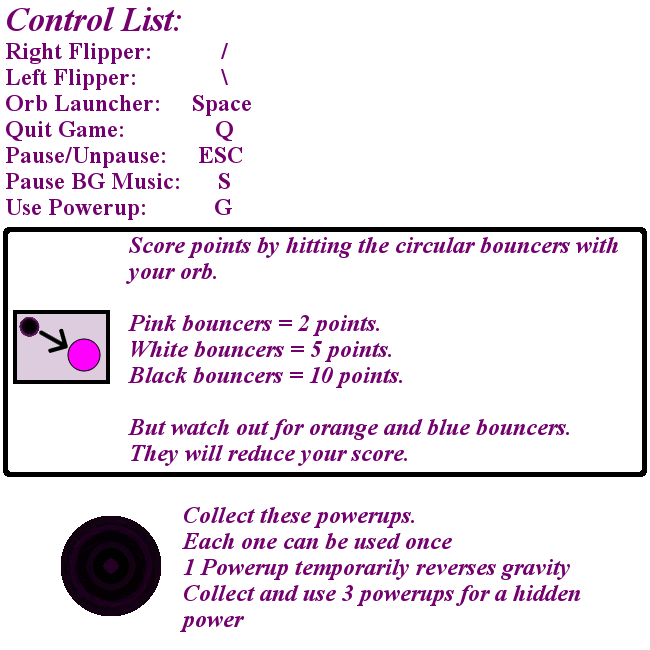 Control List:
Right Flipper: /
Left Flipper: \
Orb Launcher: Space
Quit Game: Q
Pause/Unpause: ESC
Pause BG Music: S
Use Powerup: G
Score points by hitting the circular bouncers with
your orb.
Pink bouncers = 2 points.
White bouncers = 5 points.
Black bouncers = 10 points.
But watch out for orange and blue bouncers.
They will reduce your score.
Collect these powerups.
Each one can be used once
1 Powerup temporarily reverses gravity
Collect and use 3 powerups for a hidden
power